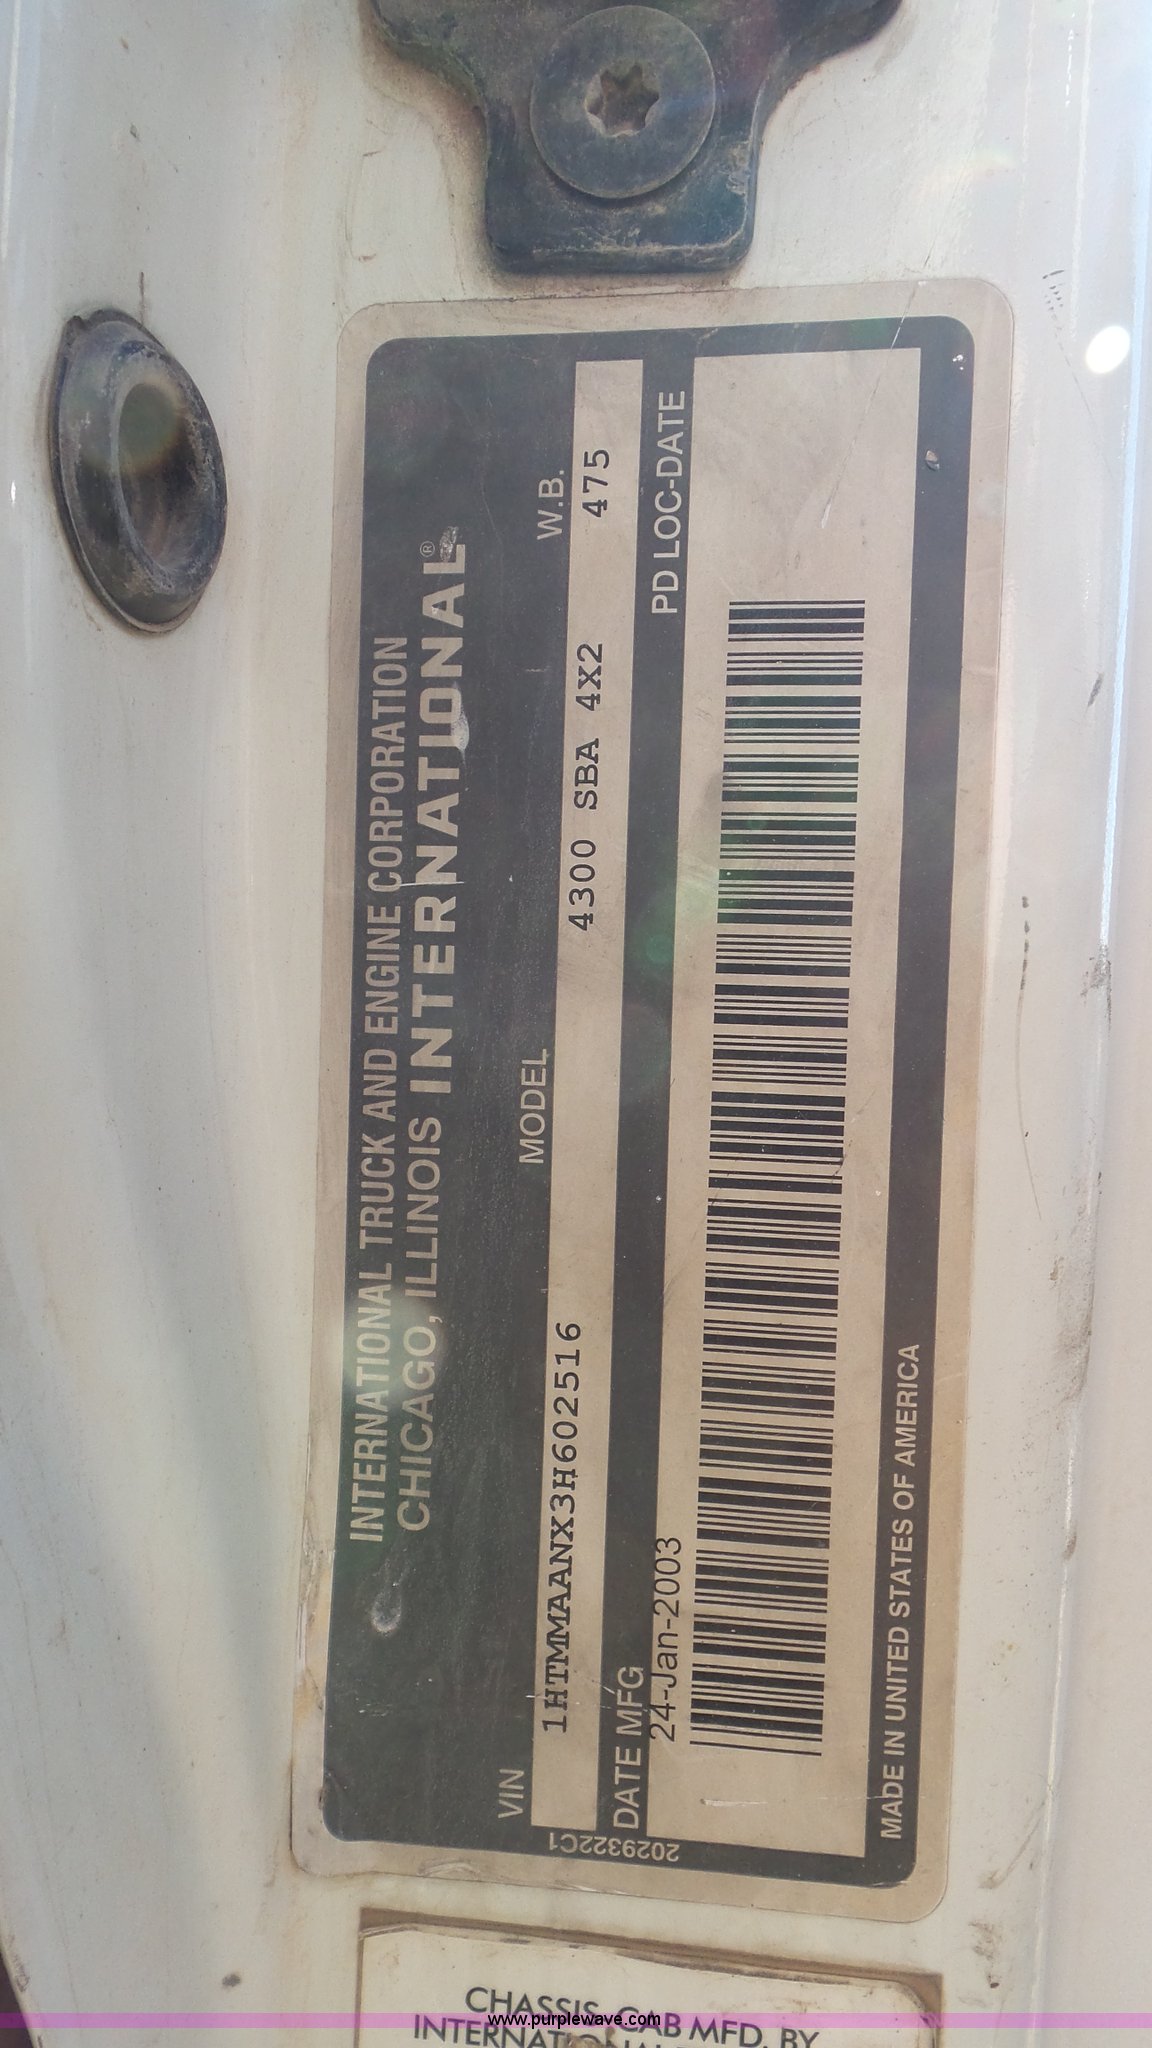 INTERNATIONAL TRUCK AND ENGINE CORPORATION
CHICAGO, ILLINOIS INTERNATIONAL®
VIN MODEL W.B.
1HTMMAANX3H602516 4300 SBA 4X2 475
DATE MFG PD LOC-DATE
24-Jan-2003
MADE IN UNITED STATES OF AMERICA
2029322C1
CHASSIS-CAB MFD. BY
www.purplewave.com